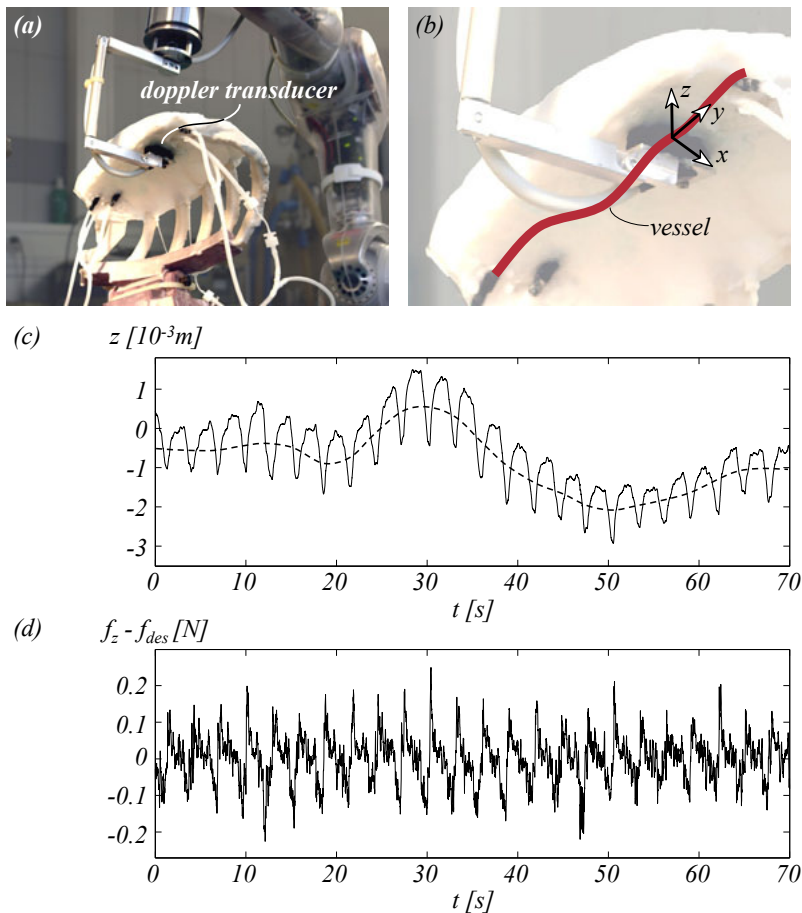 (a)
doppler transducer
(b)
z
y
x
vessel
(c) z [10-3m]
1
0
-1
-2
-3
0 10 20 30 40 50 60 70
t [s]
(d) fz - fdes [N]
0.2
0.1
0
-0.1
-0.2
0 10 20 30 40 50 60 70
t [s]